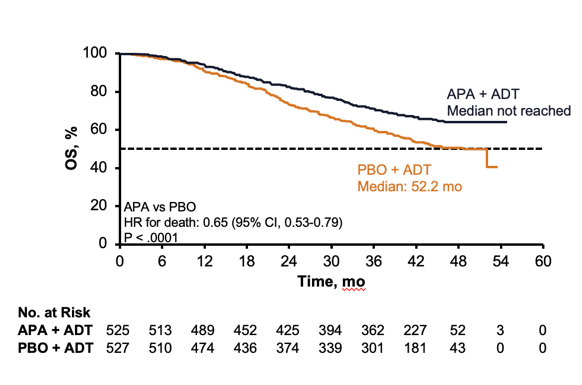 100
80
60
40
20
0
OS, %
APA + ADT
Median not reached
PBO + ADT
Median: 52.2 mo
APA vs PBO
HR for death: 0.65 (95% CI, 0.53-0.79)
P < .0001
0 6 12 18 24 30 36 42 48 54 60
Time, mo
No. at Risk
APA + ADT 525 513 489 452 425 394 362 227 52 3 0
PBO + ADT 527 510 474 436 374 339 301 181 43 0 0